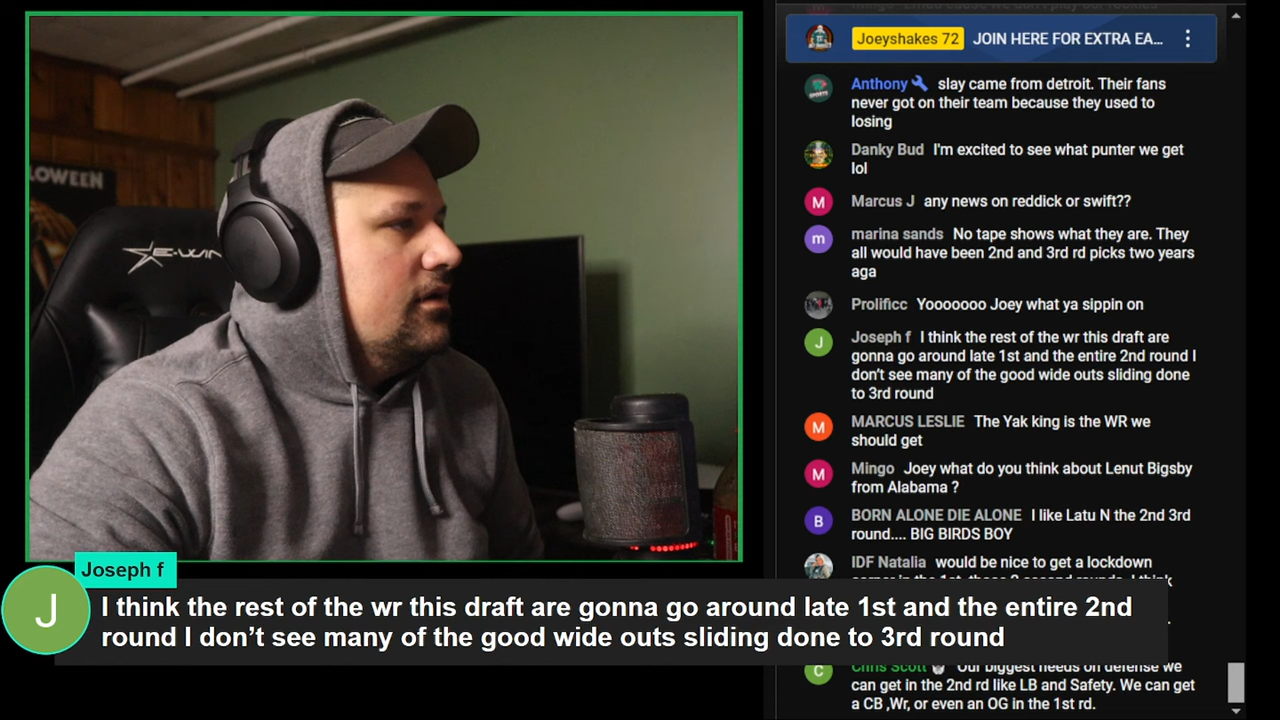 JOIN HERE FOR EXTRA EA...
Joeyshakes 72
Anthony slay came from detroit. Their fans
never got on their team because they used to
losing
Danky Bud I'm excited to see what punter we get
lol
Marcus J any news on reddick or swift??
marina sands No tape shows what they are. They
all would have been 2nd and 3rd rd picks two years
aga
Prolificc Yooooooo Joey what ya sippin on
Joseph f I think the rest of the wr this draft are
gonna go around late 1st and the entire 2nd round I
don't see many of the good wide outs sliding done
to 3rd round
MARCUS LESLIE The Yak king is the WR we
should get
Mingo Joey what do you think about Lenut Bigsby
from Alabama ?
BORN ALONE DIE ALONE I like Latu N the 2nd 3rd
round.... BIG BIRDS BOY
IDF Natalia would be nice to get a lockdown
Chris Scott Our biggest needs on defense we
can get in the 2nd rd like LB and Safety. We can get
a CB ,Wr, or even an OG in the 1st rd.
LOWEEN
E-WIN
M
m
J
M
M
B
C
Joseph f
J
I think the rest of the wr this draft are gonna go around late 1st and the entire 2nd
round I don't see many of the good wide outs sliding done to 3rd round